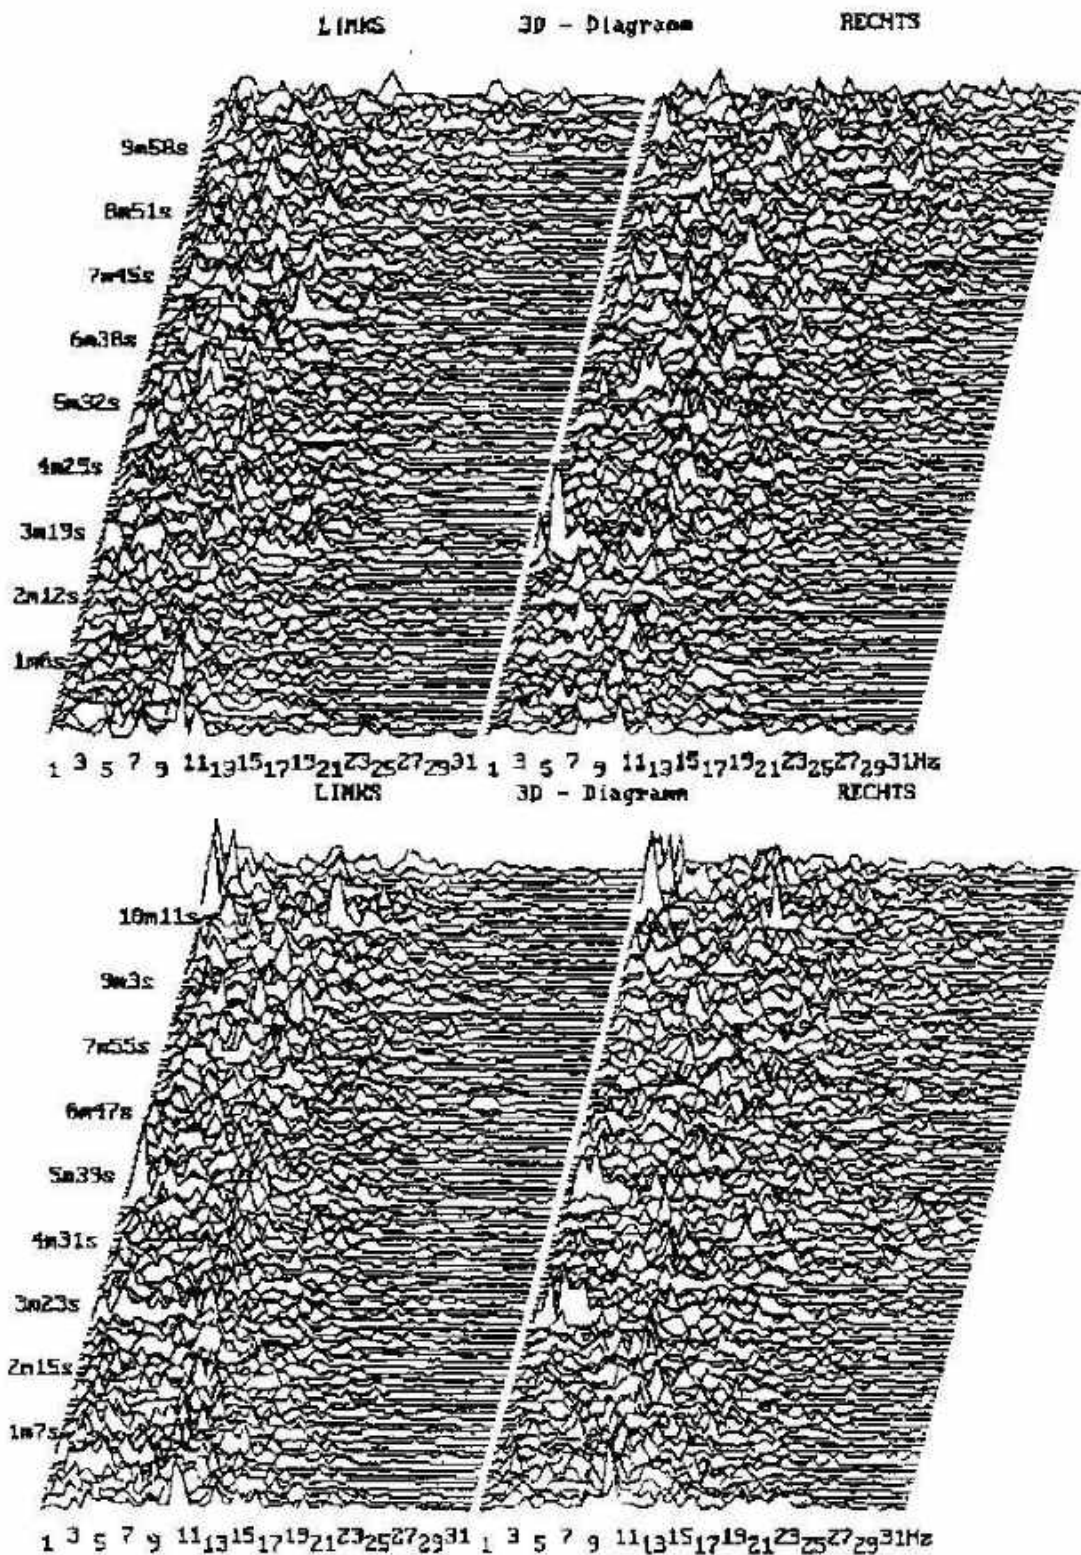 LINKS 3D - Diagramm RECHTS
9m58s
8m51s
7m45s
6m38s
5m32s
4m25s
3m19s
2m12s
1m6s
1 3 5 7 9 11 13 15 17 19 21 23 25 27 29 31 1 3 5 7 9 11 13 15 17 19 21 23 25 27 29 31Hz
LINKS 3D - Diagramm RECHTS
10m11s
9m3s
7m55s
6m47s
5m39s
4m31s
3m23s
2m15s
1m7s
1 3 5 7 9 11 13 15 17 19 21 23 25 27 29 31 1 3 5 7 9 11 13 15 17 19 21 23 25 27 29 31Hz